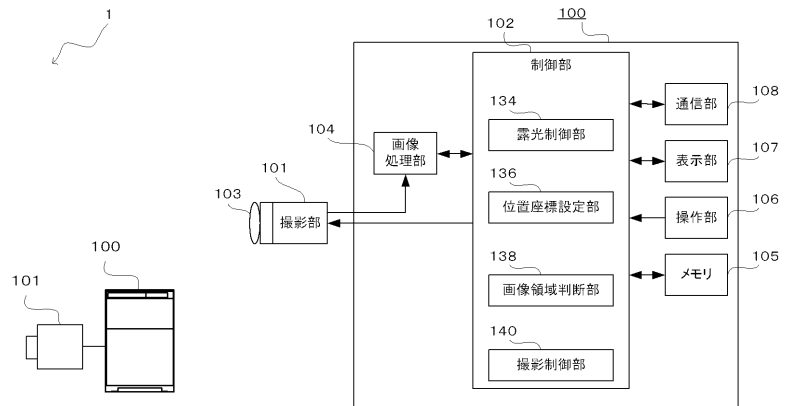 1
100
102
制御部
134
露光制御部
108
通信部
104
画像
処理部
107
表示部
103
101
撮影部
136
位置座標設定部
106
操作部
101
100
138
画像領域判断部
105
メモリ
140
撮影制御部